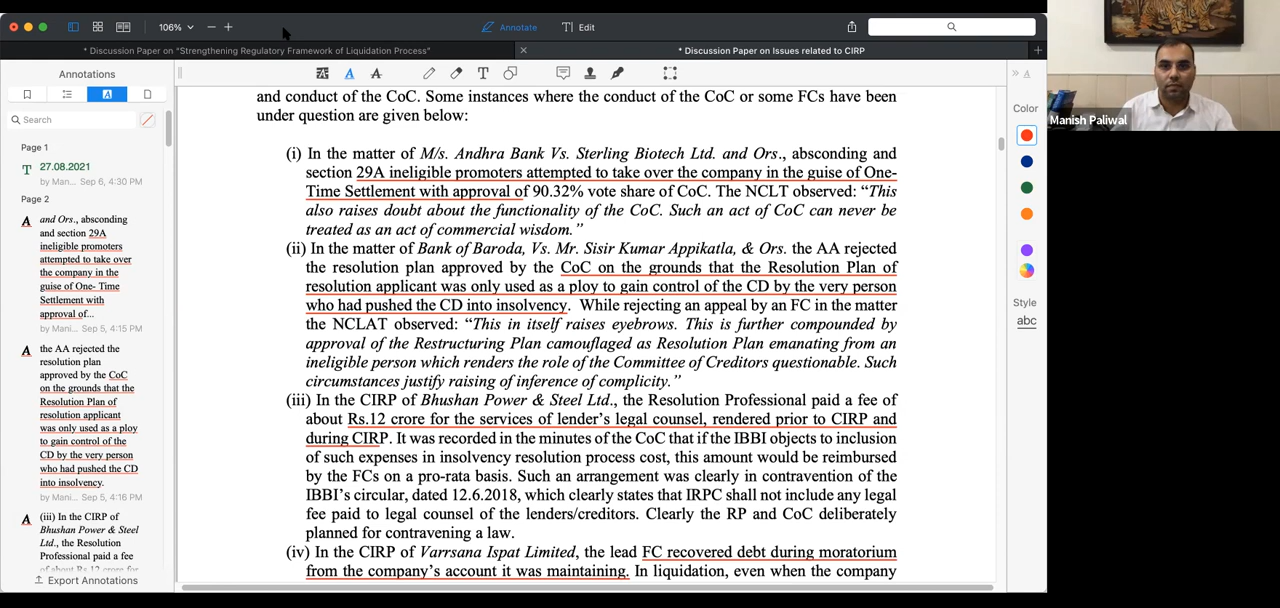 106%
Annotate
Edit
* Discussion Paper on "Strengthening Regulatory Framework of Liquidation Process"
* Discussion Paper on Issues related to CIRP
Annotations
Search
Page 1
27.08.2021
by Man... Sep 6, 4:30 PM
Page 2
and Ors., absconding
and section 29A
ineligible promoters
attempted to take over
the company in the
guise of One- Time
Settlement with
approval of...
by Mani... Sep 5, 4:15 PM
the AA rejected the
resolution plan
approved by the CoC
on the grounds that the
Resolution Plan of
resolution applicant
was only used as a ploy
to gain control of the
CD by the very person
who had pushed the CD
into insolvency.
by Mani... Sep 5, 4:16 PM
(iii) In the CIRP of
Bhushan Power & Steel
Ltd., the Resolution
Professional paid a fee
of about Rs.12 crore for
Export Annotations
and conduct of the CoC. Some instances where the conduct of the CoC or some FCs have been
under question are given below:
(i) In the matter of M/s. Andhra Bank Vs. Sterling Biotech Ltd. and Ors., absconding and
section 29A ineligible promoters attempted to take over the company in the guise of One-
Time Settlement with approval of 90.32% vote share of CoC. The NCLT observed: “This
also raises doubt about the functionality of the CoC. Such an act of CoC can never be
treated as an act of commercial wisdom.”
(ii) In the matter of Bank of Baroda, Vs. Mr. Sisir Kumar Appikatla, & Ors. the AA rejected
the resolution plan approved by the CoC on the grounds that the Resolution Plan of
resolution applicant was only used as a ploy to gain control of the CD by the very person
who had pushed the CD into insolvency. While rejecting an appeal by an FC in the matter
the NCLAT observed: “This in itself raises eyebrows. This is further compounded by
approval of the Restructuring Plan camouflaged as Resolution Plan emanating from an
ineligible person which renders the role of the Committee of Creditors questionable. Such
circumstances justify raising of inference of complicity.”
(iii) In the CIRP of Bhushan Power & Steel Ltd., the Resolution Professional paid a fee of
about Rs.12 crore for the services of lender’s legal counsel, rendered prior to CIRP and
during CIRP. It was recorded in the minutes of the CoC that if the IBBI objects to inclusion
of such expenses in insolvency resolution process cost, this amount would be reimbursed
by the FCs on a pro-rata basis. Such an arrangement was clearly in contravention of the
IBBI’s circular, dated 12.6.2018, which clearly states that IRPC shall not include any legal
fee paid to legal counsel of the lenders/creditors. Clearly the RP and CoC deliberately
planned for contravening a law.
(iv) In the CIRP of Varrsana Ispat Limited, the lead FC recovered debt during moratorium
from the company’s account it was maintaining. In liquidation, even when the company
Color
Style
abc
Manish Paliwal